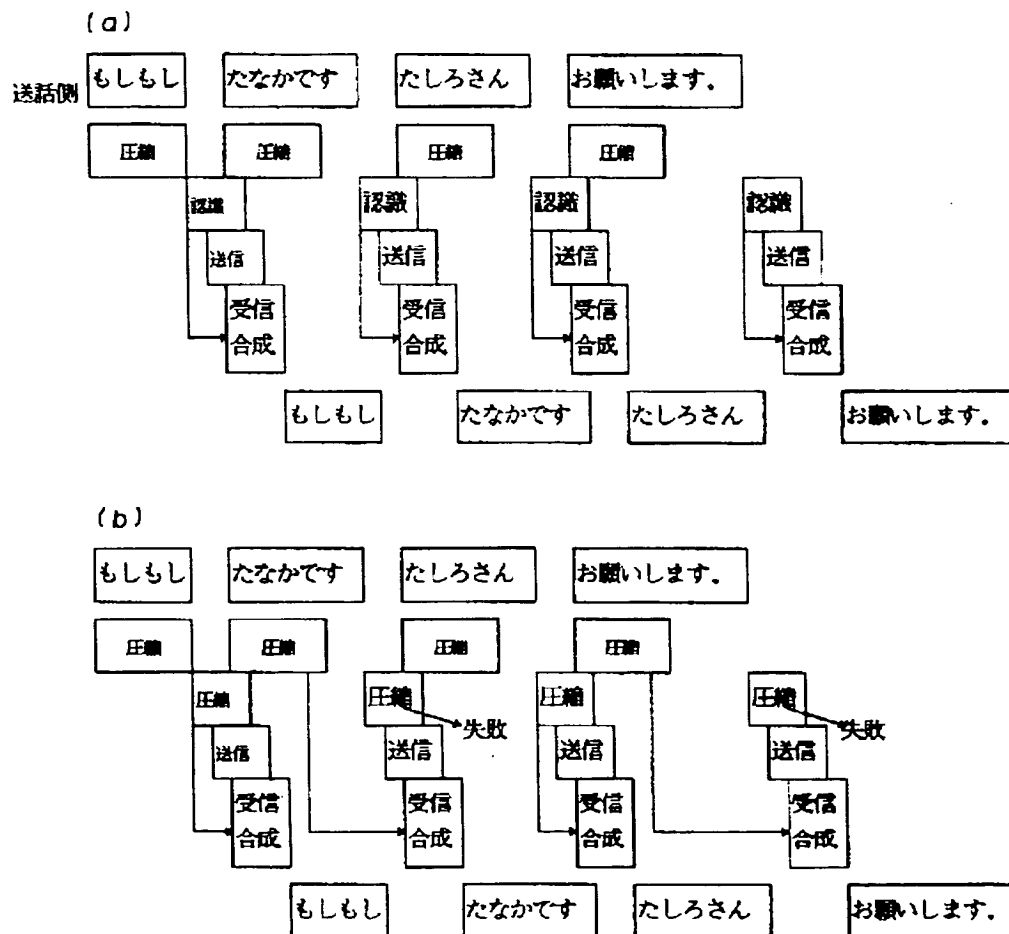 (a)
送話側 もしもし たなかです たしろさん お願いします。
圧縮 圧縮 圧縮 圧縮
認識 認識 認識 認識
送信 送信 送信 送信
受信 受信 受信 受信
合成 合成 合成 合成
もしもし たなかです たしろさん お願いします。
(b)
もしもし たなかです たしろさん お願いします。
圧縮 圧縮 圧縮 圧縮
圧縮 圧縮 圧縮 圧縮
失敗 失敗
送信 送信 送信 送信
受信 受信 受信 受信
合成 合成 合成 合成
もしもし たなかです たしろさん お願いします。